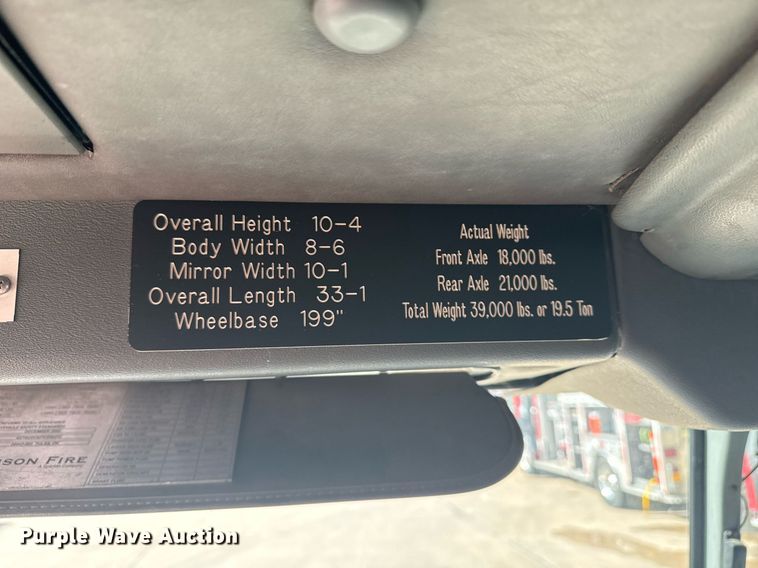 Overall Height 10-4
Body Width 8-6
Mirror Width 10-1
Overall Length 33-1
Wheelbase 199"
Actual Weight
Front Axle 18,000 lbs.
Rear Axle 21,000 lbs.
Total Weight 39,000 lbs. or 19.5 Ton
SON FIRE
Purple Wave Auction